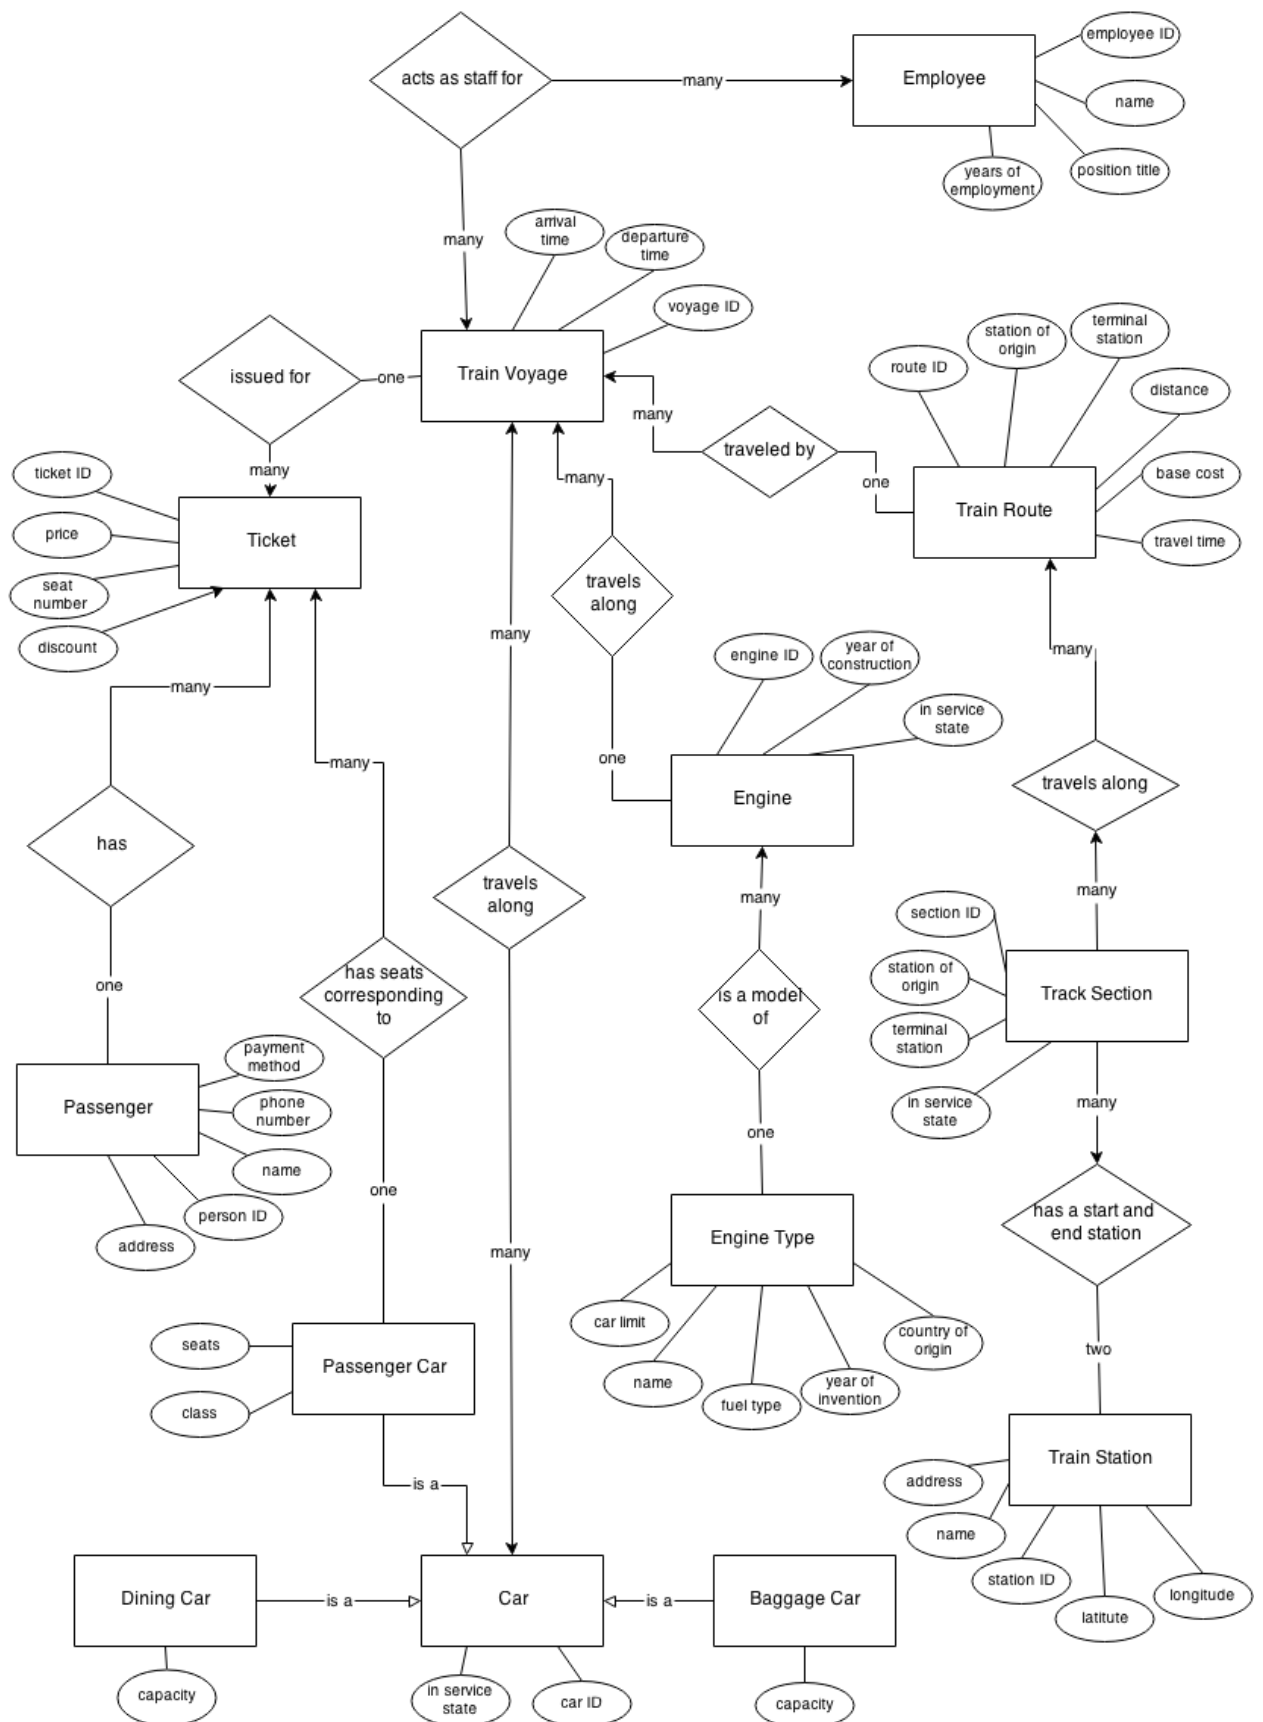 acts as staff for
many
Employee
employee ID
name
position title
years of
employment
many
arrival
time
departure
time
voyage ID
Train Voyage
issued for
one
many
traveled by
many
one
route ID
station of
origin
terminal
station
distance
base cost
travel time
Train Route
ticket ID
price
seat
number
discount
Ticket
many
many
many
many
travels
along
one
engine ID
year of
construction
in service
state
Engine
many
travels along
many
has
one
has seats
corresponding
to
one
travels
along
many
many
is a model
of
one
section ID
station of
origin
terminal
station
in service
state
Track Section
many
has a start and
end station
two
Passenger
payment
method
phone
number
name
person ID
address
Engine Type
car limit
name
fuel type
year of
invention
country of
origin
seats
class
Passenger Car
is a
Train Station
address
name
station ID
latitute
longitude
Dining Car
is a
Car
is a
Baggage Car
capacity
in service
state
car ID
capacity